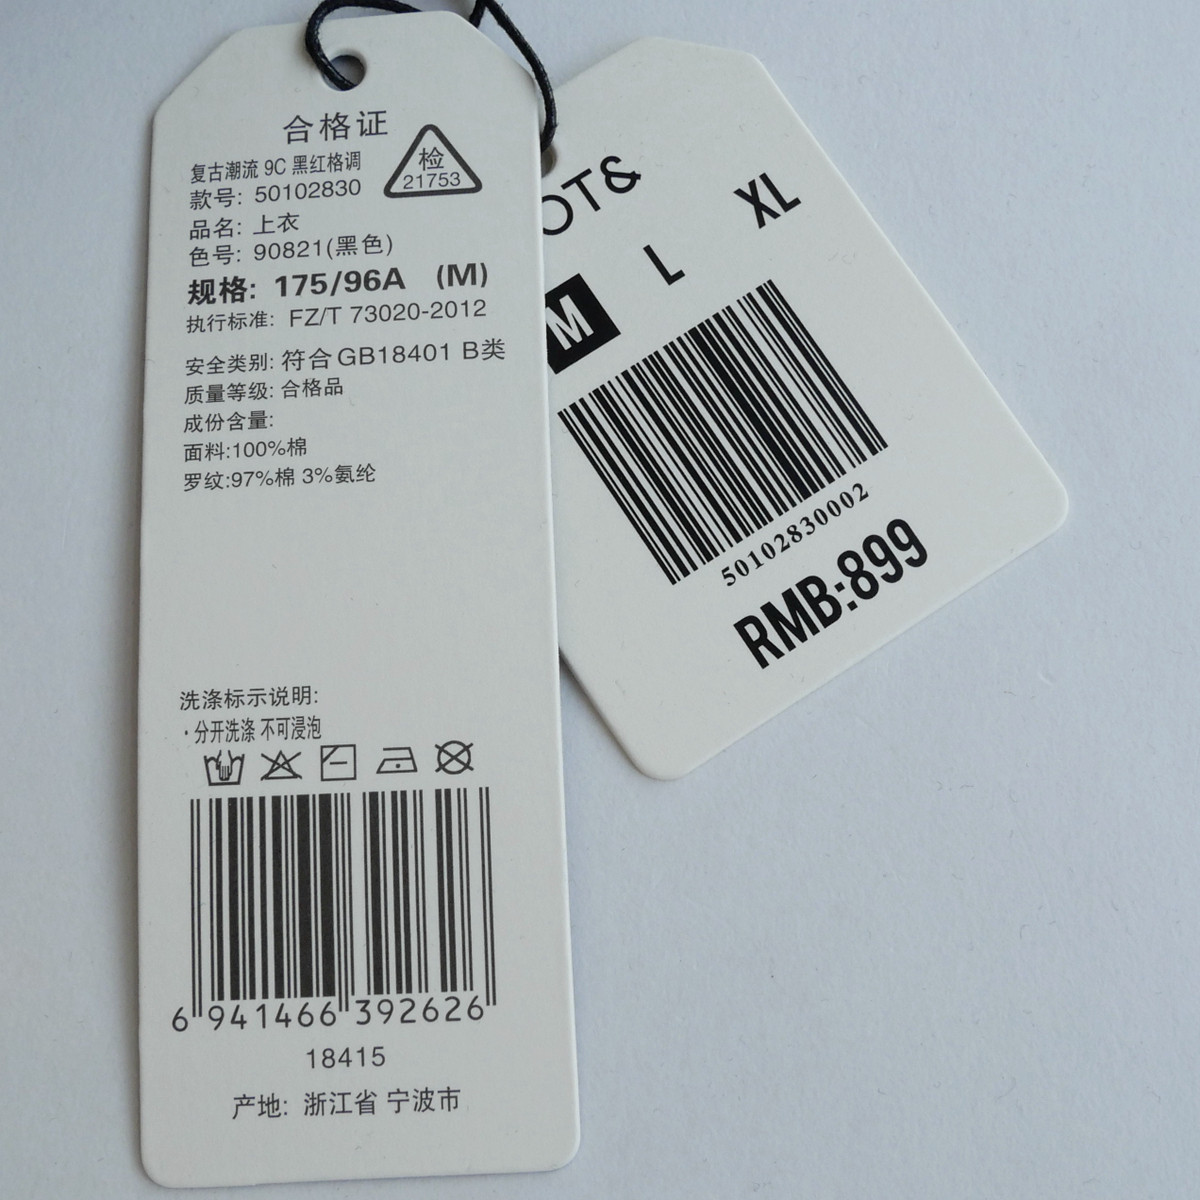 合格证
复古潮流 9C 黑红格调
检
21753
款号: 50102830
品名: 上衣
色号: 90821(黑色)
规格: 175/96A (M)
执行标准: FZ/T 73020-2012
安全类别: 符合GB18401 B类
质量等级: 合格品
成份含量:
面料:100%棉
罗纹:97%棉 3%氨纶
洗涤标示说明:
·分开洗涤 不可浸泡
6 941466 392626
18415
产地: 浙江省 宁波市
OT&
M L XL
50102830002
RMB:899